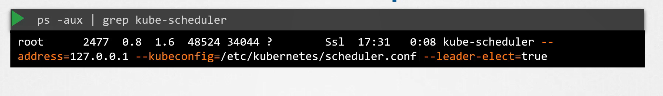 ps -aux | grep kube-scheduler
root 2477 0.8 1.6 48524 34044 ? Ssl 17:31 0:08 kube-scheduler --
address=127.0.0.1 --kubeconfig=/etc/kubernetes/scheduler.conf --leader-elect=true